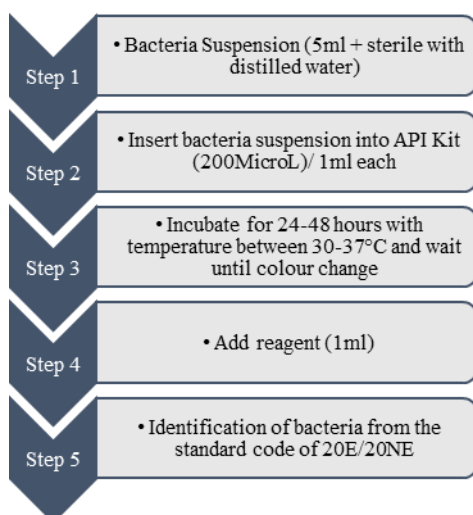 Step 1
• Bacteria Suspension (5ml + sterile with
distilled water)
Step 2
• Insert bacteria suspension into API Kit
(200MicroL)/ 1ml each
Step 3
• Incubate for 24-48 hours with
temperature between 30-37°C and wait
until colour change
Step 4
• Add reagent (1ml)
Step 5
• Identification of bacteria from the
standard code of 20E/20NE